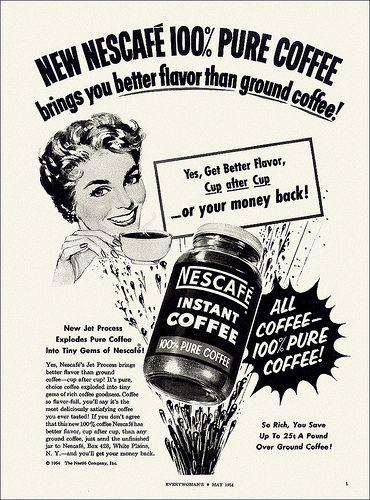 NEW NESCAFÉ 100% PURE COFFEE
brings you better flavor than ground coffee!
Yes, Get Better Flavor,
Cup after Cup
...or your money back!
NESCAFÉ
INSTANT
COFFEE
100% PURE COFFEE
ALL
COFFEE—
100% PURE
COFFEE!
New Jet Process
Explodes Pure Coffee
Into Tiny Gems of Nescafé!
Yes, Nescafé's Jet Process brings
better flavor than ground
coffee—cup after cup! It's pure,
choice coffee exploded into tiny
gems of rich coffee goodness. Coffee
so flavor-full, you'll say it's the
most deliciously satisfying coffee
you ever tasted! If you don't agree
that this new 100% coffee Nescafé has
better flavor, cup after cup, than any
ground coffee, just send the unfinished
jar to Nescafé, Box 428, White Plains,
N. Y.—and you'll get your money back.
© 1954 The Nestlé Company, Inc.
So Rich, You Save
Up To 25¢ A Pound
Over Ground Coffee!
EVERYWOMAN'S • MAY 1954
1